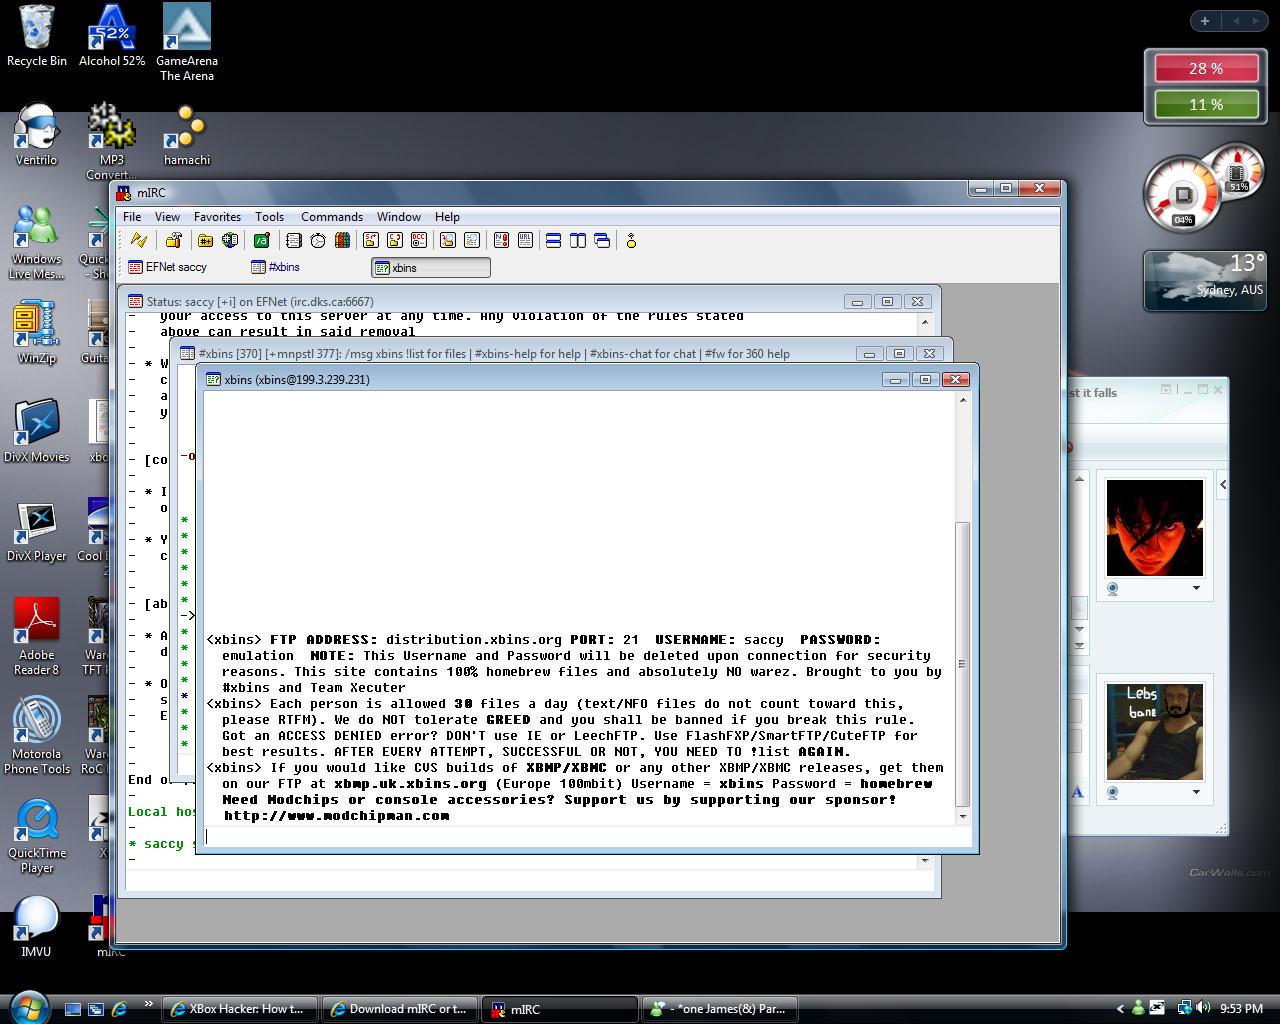 Recycle Bin
Alcohol 52%
GameArena
The Arena
Ventrilo
MP3
Convert...
hamachi
Windows
Live Mes...
WinZip
DivX Movies
DivX Player
Adobe
Reader 8
Motorola
Phone Tools
QuickTime
Player
IMVU
mIRC
28 %
11 %
51%
04%
13°
Sydney, AUS
mIRC
File View Favorites Tools Commands Window Help
EFNet saccy
#xbins
xbins
Status: saccy [+i] on EFNet (irc.dks.ca:6667)
- your access to this server at any time. Any violation of the rules stated
- above can result in said removal
#xbins [370] [+mnpstl 377]: /msg xbins !list for files | #xbins-help for help | #xbins-chat for chat | #fw for 360 help
xbins (xbins@199.3.239.231)
<xbins> FTP ADDRESS: distribution.xbins.org PORT: 21 USERNAME: saccy PASSWORD:
emulation NOTE: This Username and Password will be deleted upon connection for security
reasons. This site contains 100% homebrew files and absolutely NO warez. Brought to you by
#xbins and Team Xecuter
<xbins> Each person is allowed 30 files a day (text/NFO files do not count toward this,
please RTFM). We do NOT tolerate GREED and you shall be banned if you break this rule.
Got an ACCESS DENIED error? DON'T use IE or LeechFTP. Use FlashFXP/SmartFTP/CuteFTP for
best results. AFTER EVERY ATTEMPT, SUCCESSFUL OR NOT, YOU NEED TO !list AGAIN.
<xbins> If you would like CVS builds of XBMP/XBMC or any other XBMP/XBMC releases, get them
on our FTP at xbmp.uk.xbins.org (Europe 100mbit) Username = xbins Password = homebrew
Need Modchips or console accessories? Support us by supporting our sponsor!
http://www.modchipman.com
Local hos
* saccy s
st it falls
Lebs
bane
CarWalls.com
XBox Hacker: How t...
Download mIRC or t...
mIRC
- *one James(&) Par...
9:53 PM